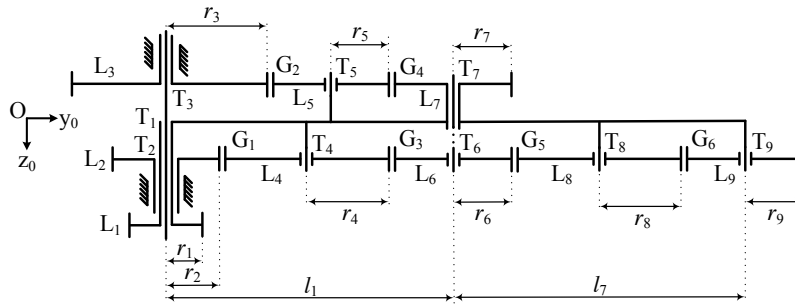 r₃ r₅ r₇
L₃ G₂ T₅ G₄ T₇
T₃ L₅ L₇
O y₀ T₁
z₀ T₂ G₁ T₄ G₃ T₆ G₅ T₈ G₆ T₉
L₂ L₄ L₆ L₈ L₉
L₁ r₁ r₄ r₆ r₈ r₉
r₂
l₁ l₇